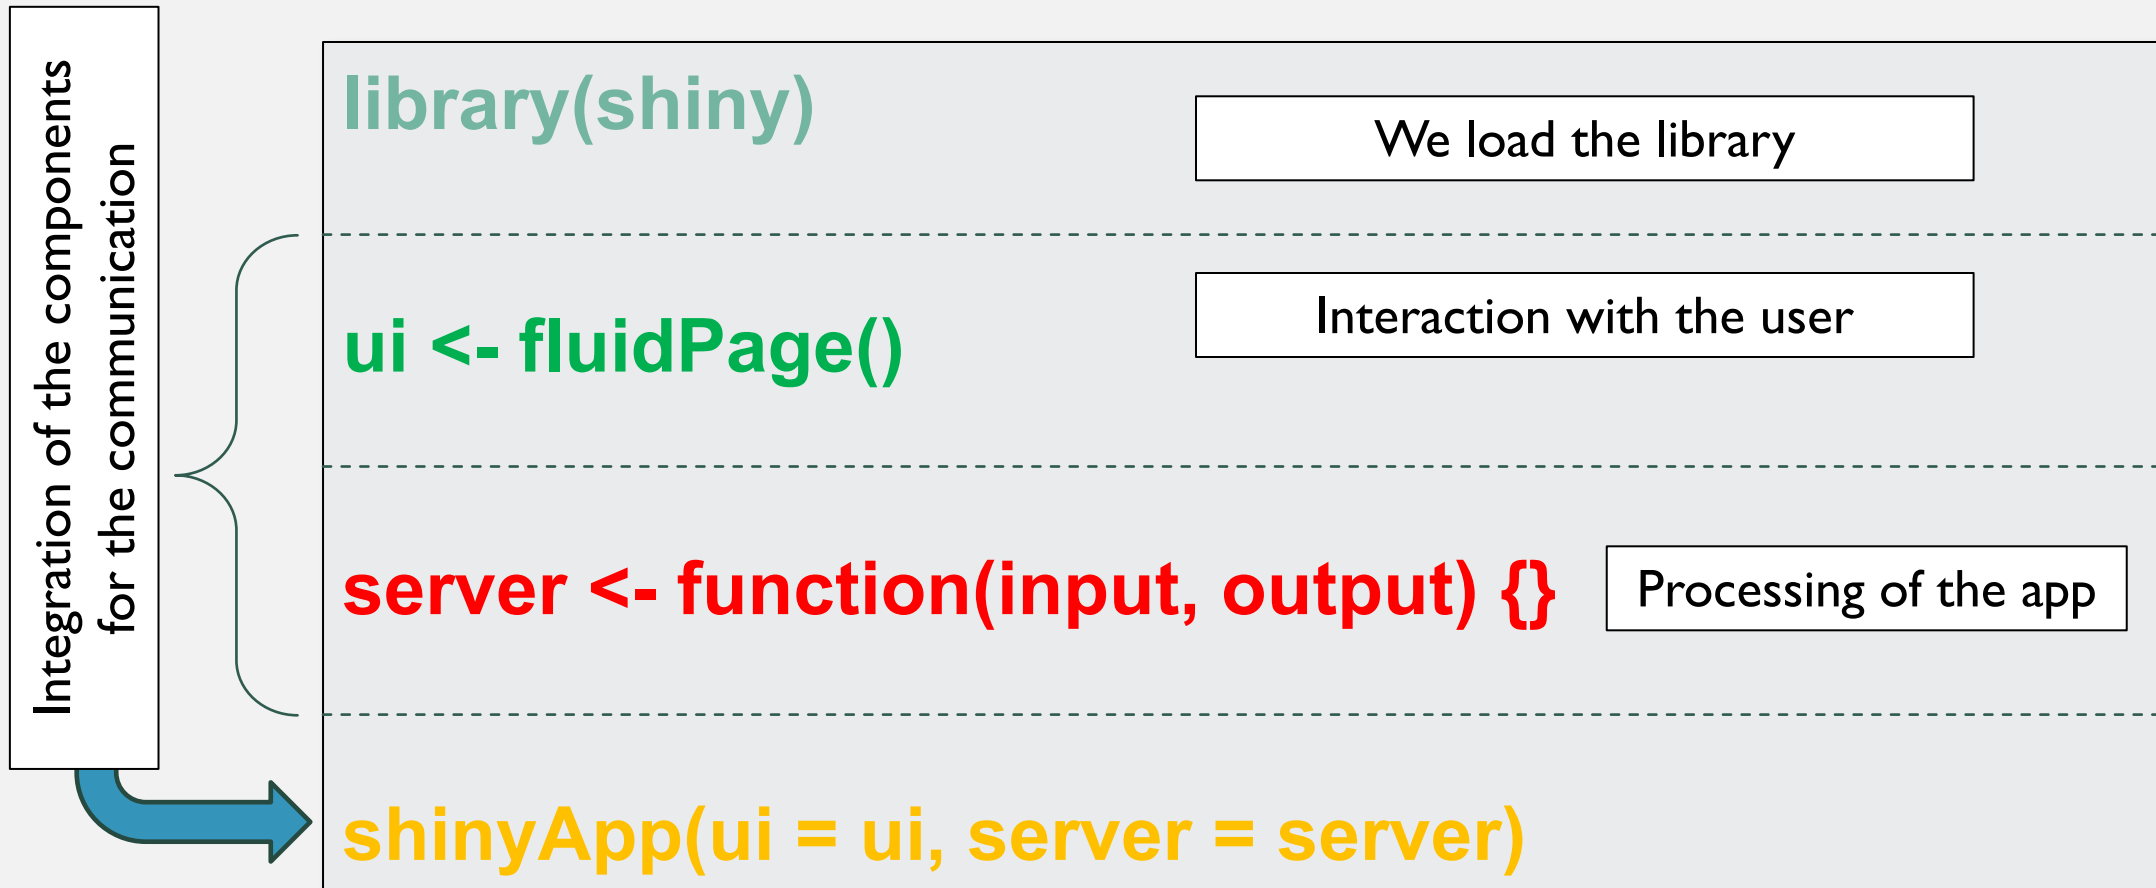 Integration of the components
for the communication
library(shiny)
We load the library
ui <- fluidPage()
Interaction with the user
server <- function(input, output) {}
Processing of the app
shinyApp(ui = ui, server = server)